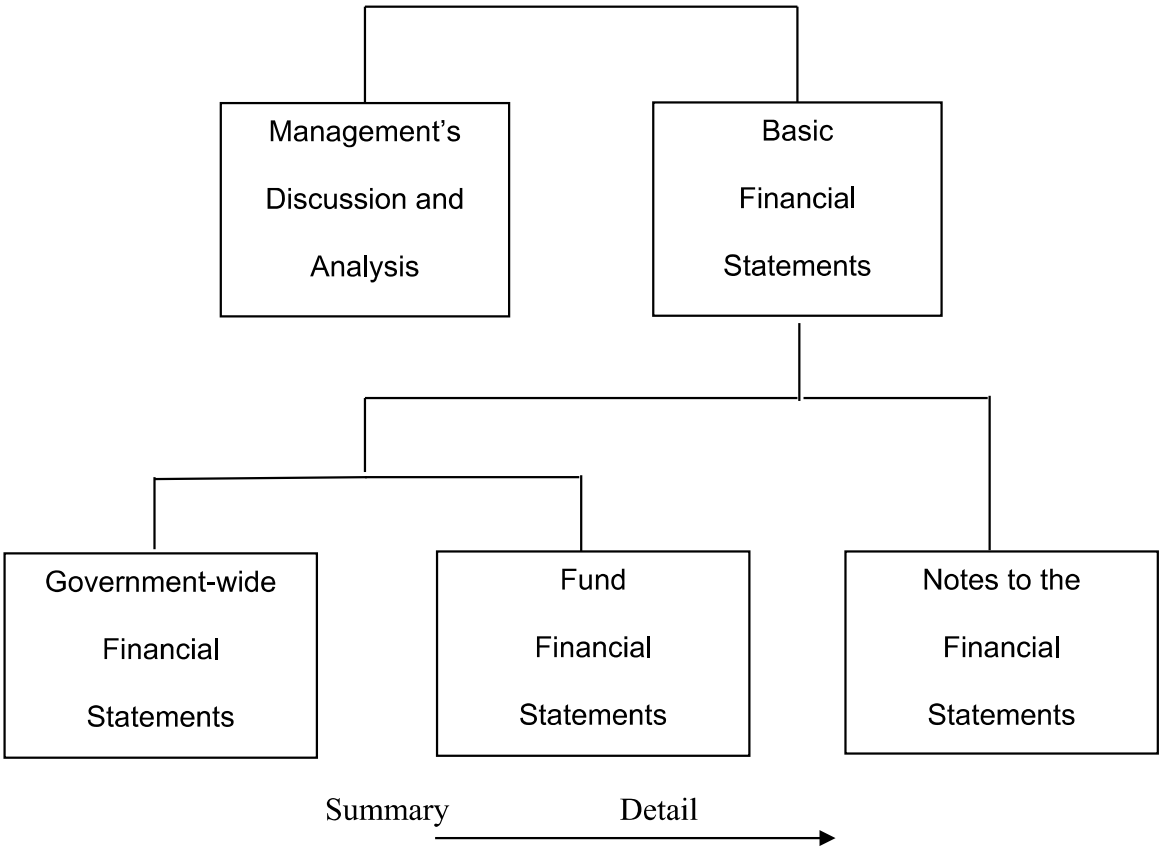 Management’s
Discussion and
Analysis
Basic
Financial
Statements
Government-wide
Financial
Statements
Fund
Financial
Statements
Notes to the
Financial
Statements
Summary
Detail